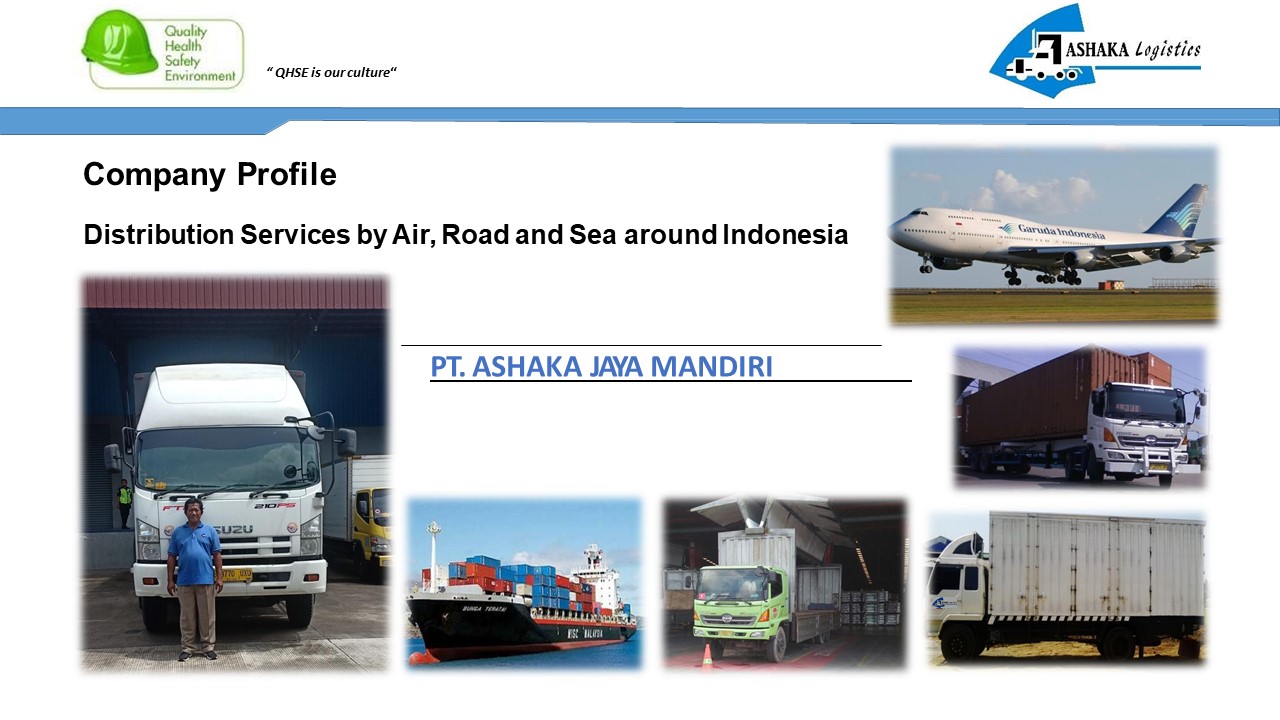 Quality
Health
Safety
Environment
“ QHSE is our culture“
ASHAKA Logistics
Company Profile
Distribution Services by Air, Road and Sea around Indonesia
Garuda Indonesia
PT. ASHAKA JAYA MANDIRI
210PS
ISUZU
BUNGA TERATAI
MISC MALAYSIA